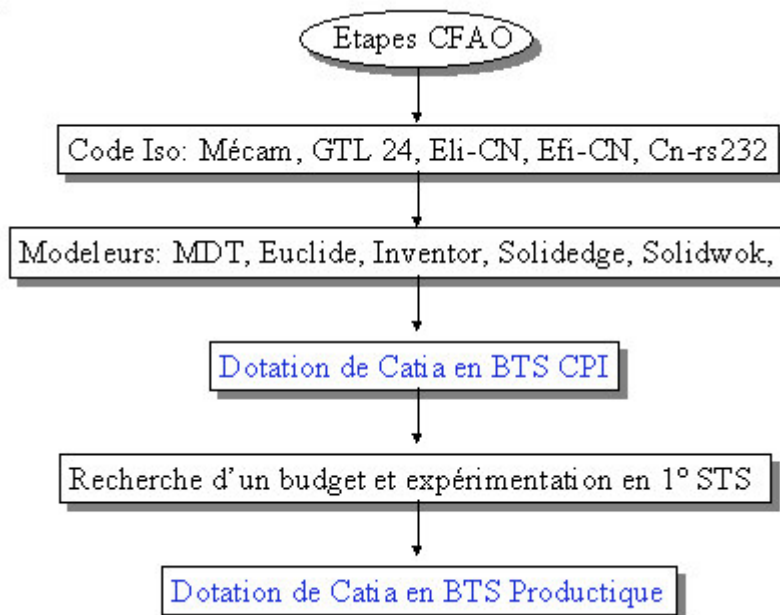 Etapes CFAO
Code Iso: Mécam, GTL 24, Eli-CN, Efi-CN, Cn-rs232
Modeleurs: MDT, Euclide, Inventor, Solidedge, Solidwok,
Dotation de Catia en BTS CPI
Recherche d'un budget et expérimentation en 1° STS
Dotation de Catia en BTS Productique